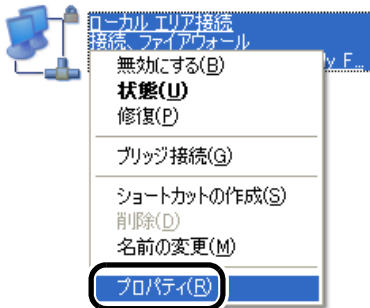 ローカル エリア接続
接続、ファイアウォール
y F...
無効にする(B)
状態(U)
修復(P)
ブリッジ接続(G)
ショートカットの作成(S)
削除(D)
名前の変更(M)
プロパティ(R)